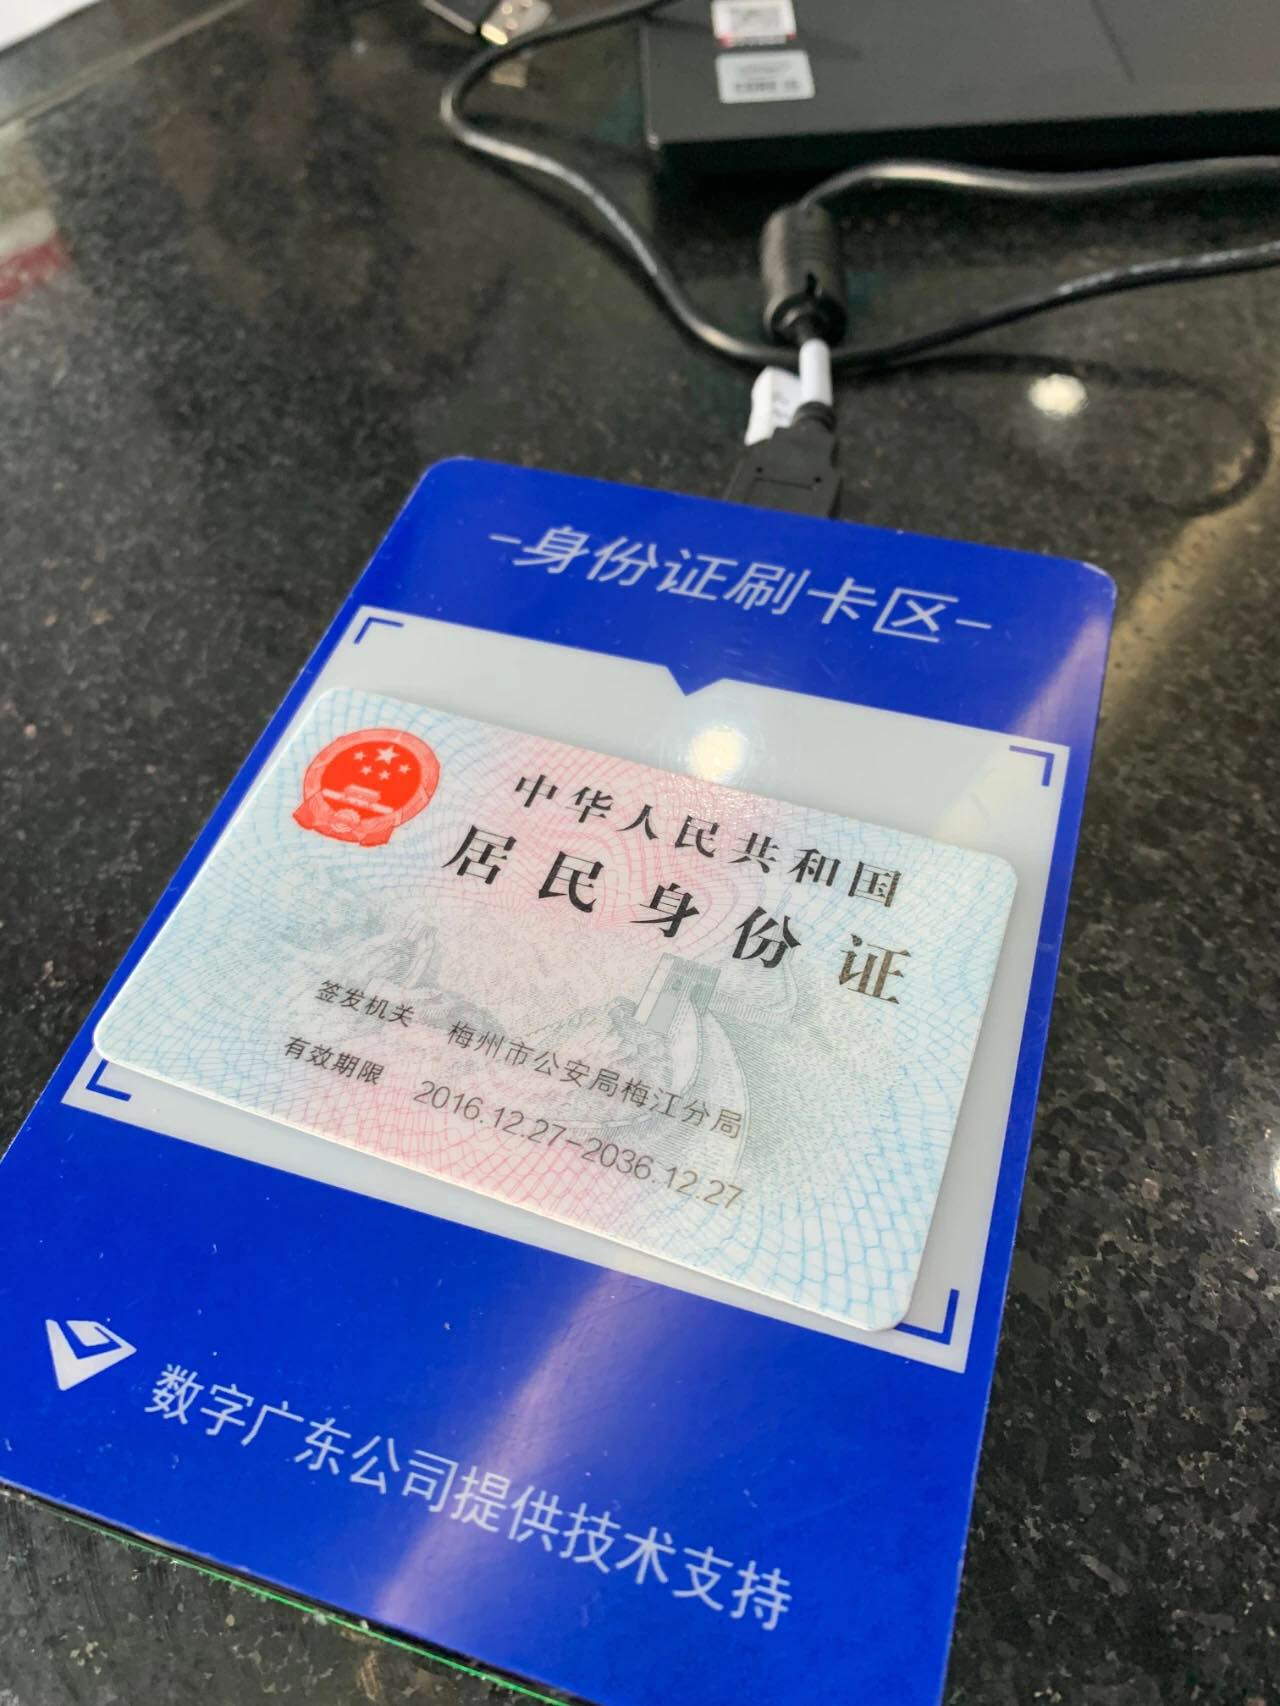 -身份证刷卡区-
中华人民共和国
居民身份证
签发机关 梅州市公安局梅江分局
有效期限 2016.12.27-2036.12.27
数字广东公司提供技术支持